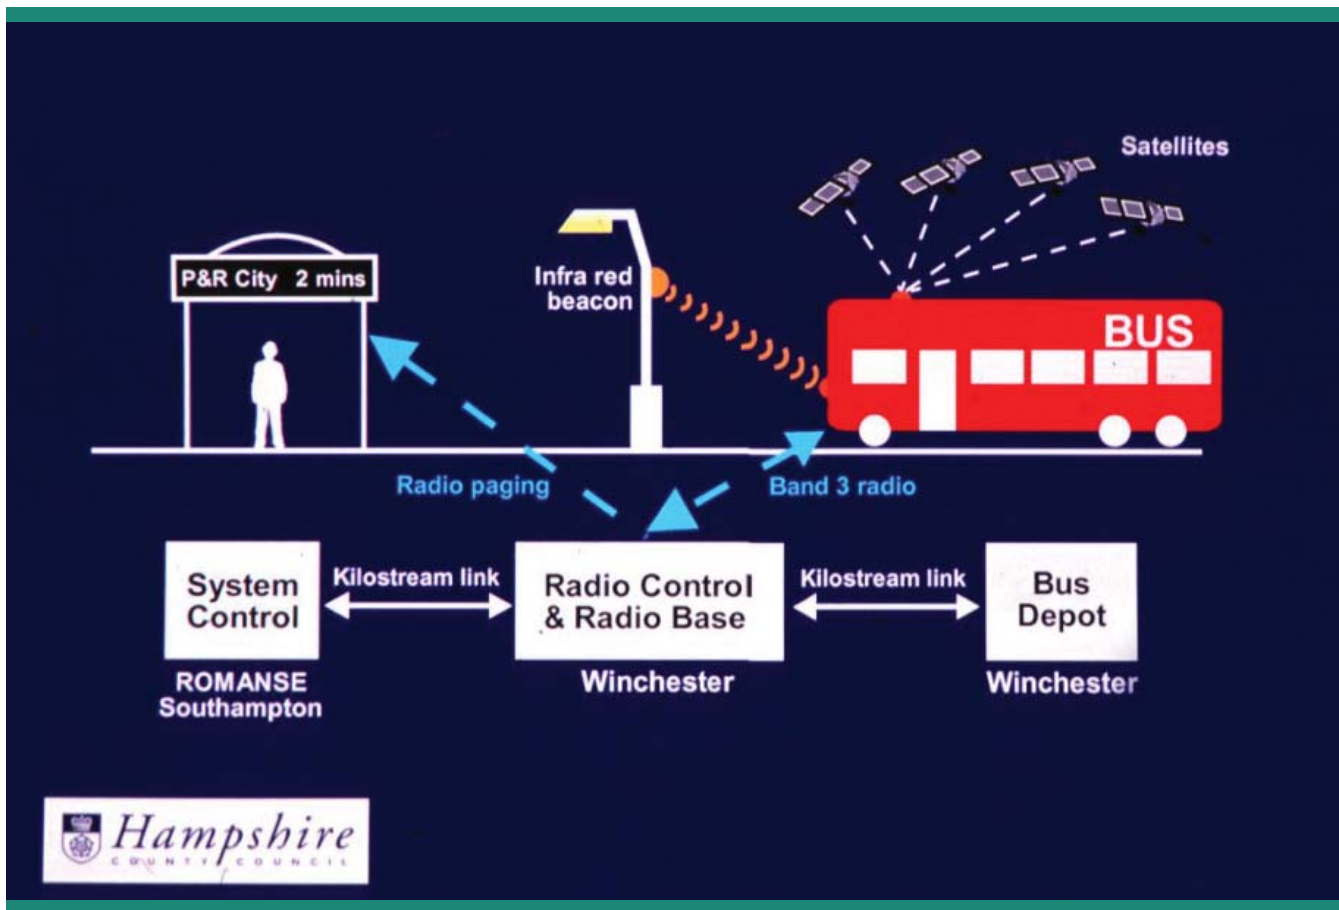 Satellites
P&R City 2 mins
Infra red
beacon
BUS
Radio paging
Band 3 radio
System
Control
Kilostream link
Radio Control
& Radio Base
Kilostream link
Bus
Depot
ROMANSE
Southampton
Winchester
Winchester
Hampshire
COUNTY COUNCIL